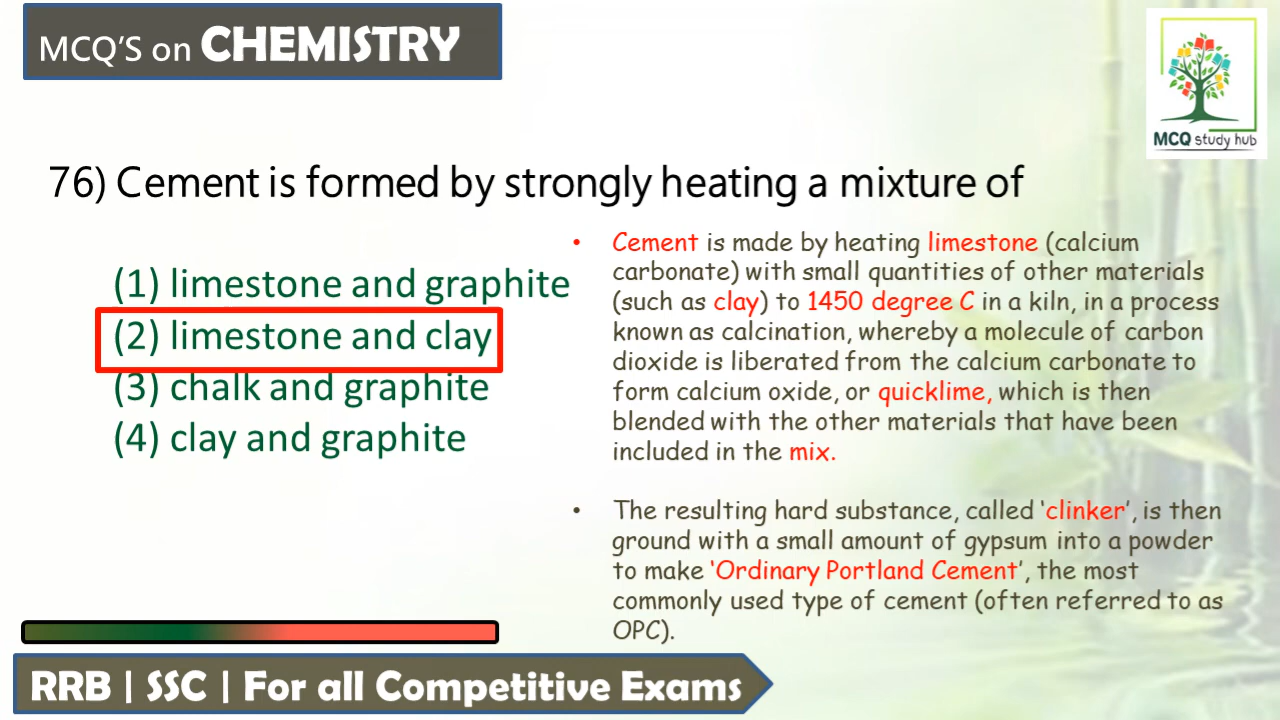 MCQ'S on CHEMISTRY
MCQ study hub
76) Cement is formed by strongly heating a mixture of
(1) limestone and graphite
(2) limestone and clay
(3) chalk and graphite
(4) clay and graphite
• Cement is made by heating limestone (calcium
carbonate) with small quantities of other materials
(such as clay) to 1450 degree C in a kiln, in a process
known as calcination, whereby a molecule of carbon
dioxide is liberated from the calcium carbonate to
form calcium oxide, or quicklime, which is then
blended with the other materials that have been
included in the mix.
• The resulting hard substance, called ‘clinker’, is then
ground with a small amount of gypsum into a powder
to make ‘Ordinary Portland Cement’, the most
commonly used type of cement (often referred to as
OPC).
RRB | SSC | For all Competitive Exams